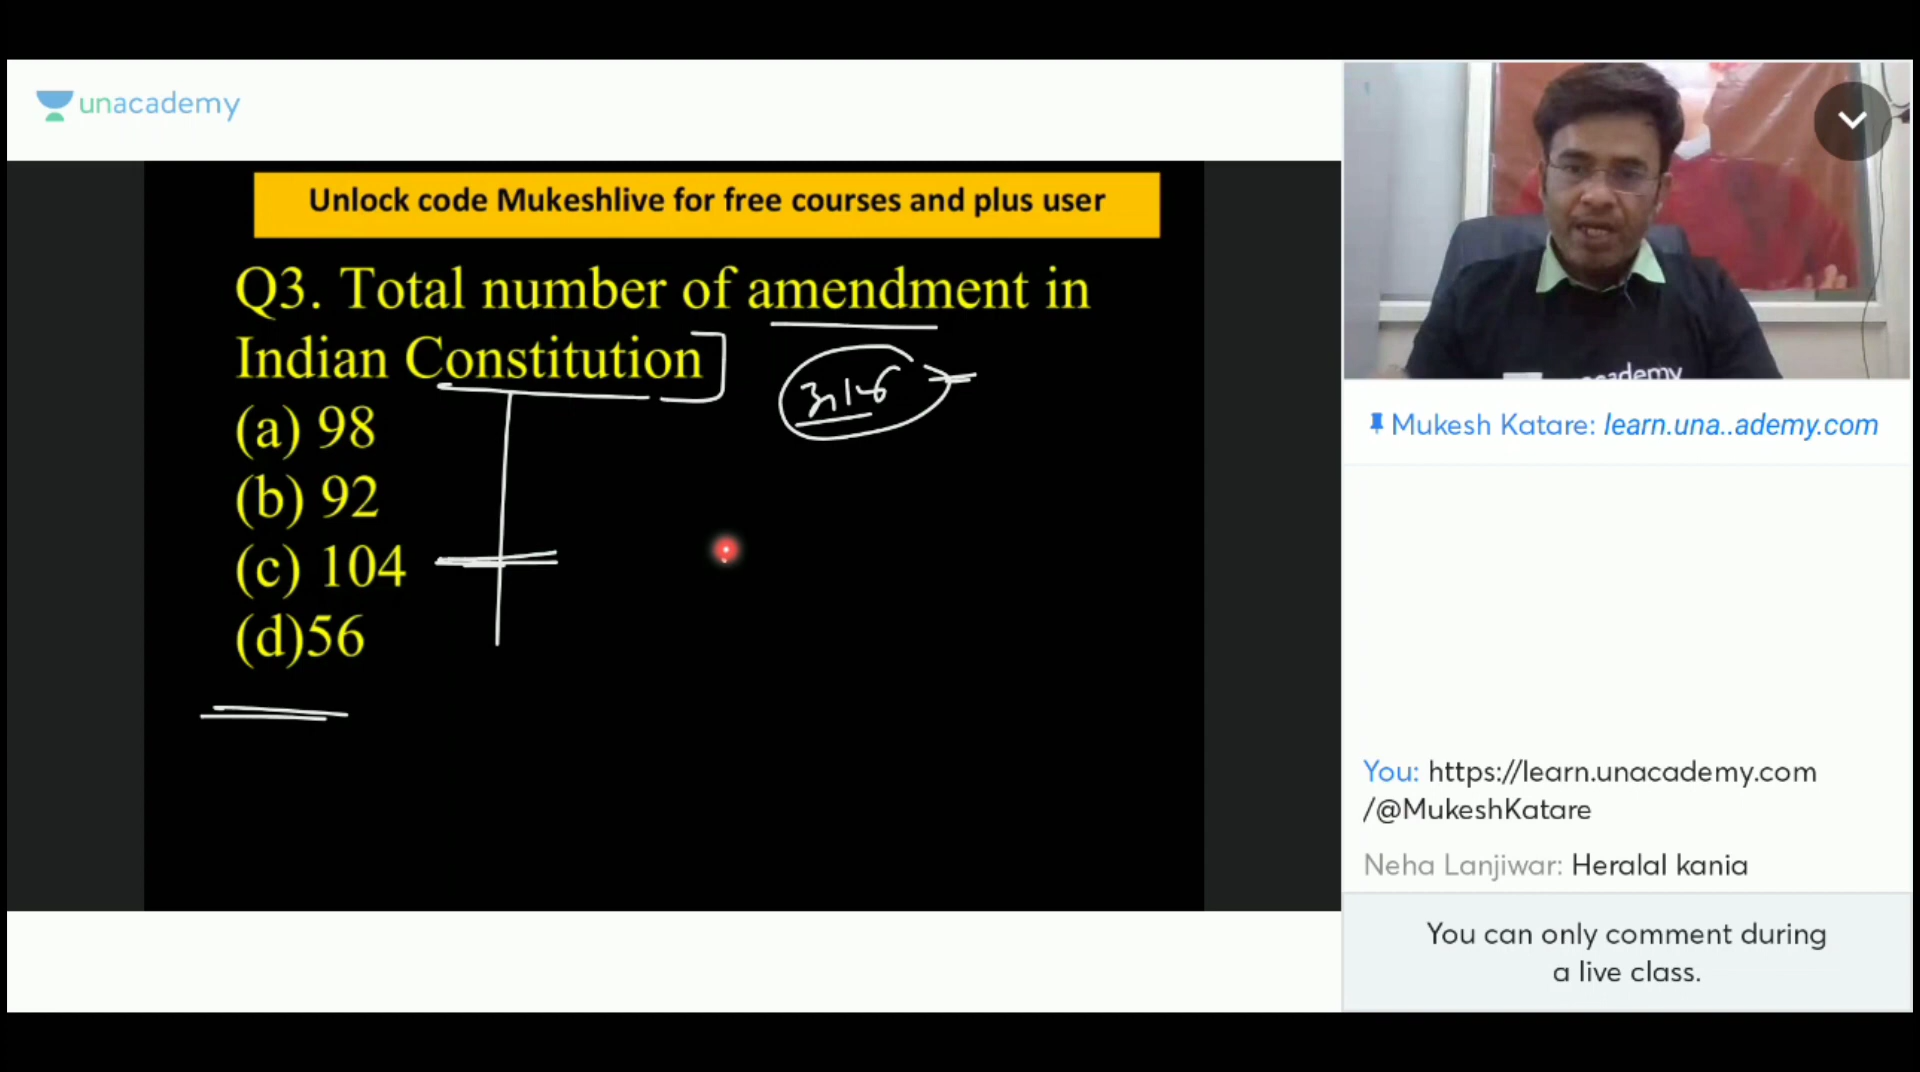 unacademy
Unlock code Mukeshlive for free courses and plus user
Q3. Total number of amendment in
Indian Constitution
(a) 98
(b) 92
(c) 104
(d)56
Mukesh Katare: learn.una..ademy.com
You: https://learn.unacademy.com
/@MukeshKatare
Neha Lanjiwar: Heralal kania
You can only comment during
a live class.